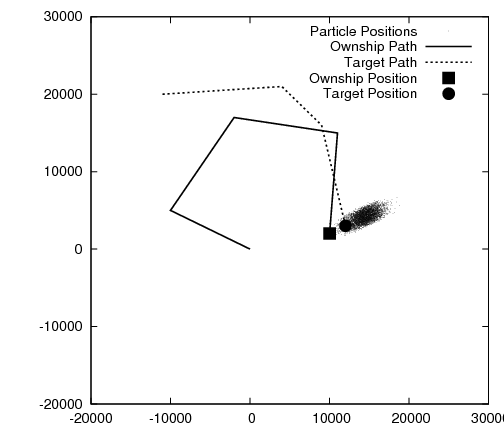 30000
Particle Positions
Ownship Path
Target Path
Ownship Position
Target Position
20000
10000
0
-10000
-20000
-20000 -10000 0 10000 20000 30000